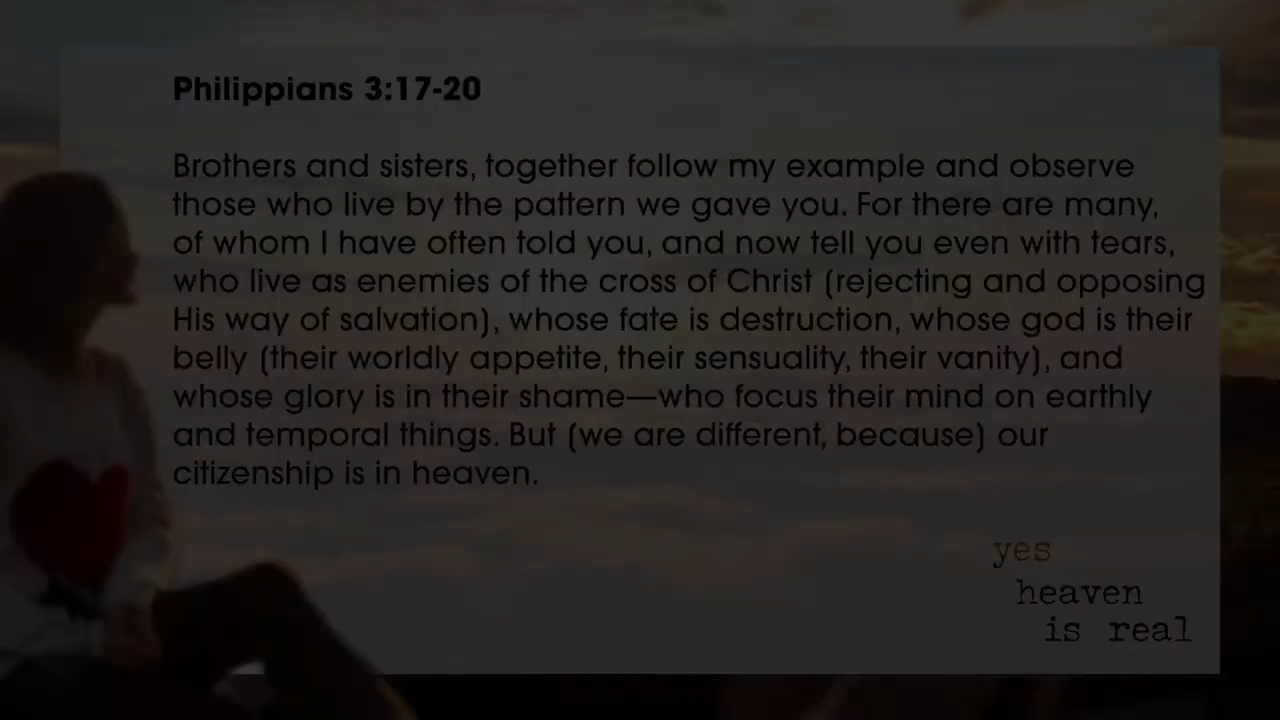 Philippians 3:17-20
Brothers and sisters, together follow my example and observe
those who live by the pattern we gave you. For there are many,
of whom I have often told you, and now tell you even with tears,
who live as enemies of the cross of Christ (rejecting and opposing
His way of salvation), whose fate is destruction, whose god is their
belly (their worldly appetite, their sensuality, their vanity), and
whose glory is in their shame—who focus their mind on earthly
and temporal things. But (we are different, because) our
citizenship is in heaven.
yes
heaven
is real